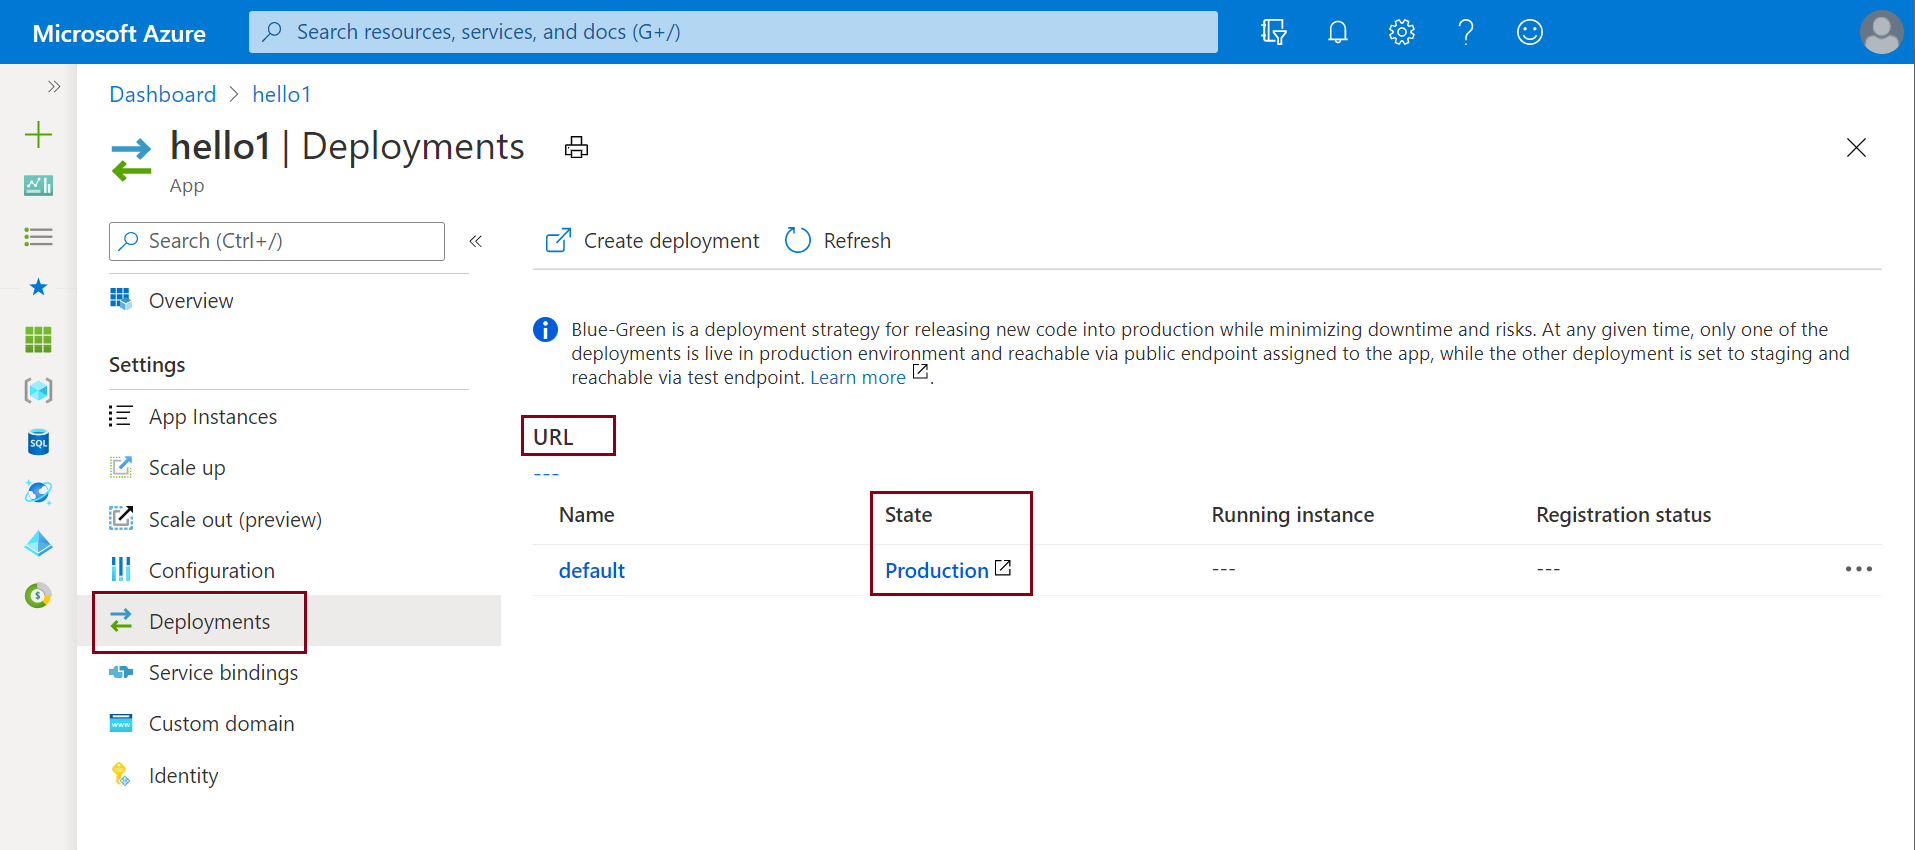 Microsoft Azure
Search resources, services, and docs (G+/)
Dashboard > hello1
hello1 | Deployments
App
Search (Ctrl+/)
Overview
Settings
App Instances
Scale up
Scale out (preview)
Configuration
Deployments
Service bindings
Custom domain
Identity
Create deployment Refresh
Blue-Green is a deployment strategy for releasing new code into production while minimizing downtime and risks. At any given time, only one of the
deployments is live in production environment and reachable via public endpoint assigned to the app, while the other deployment is set to staging and
reachable via test endpoint. Learn more.
URL
---
Name State Running instance Registration status
default Production --- ---
SQL
www